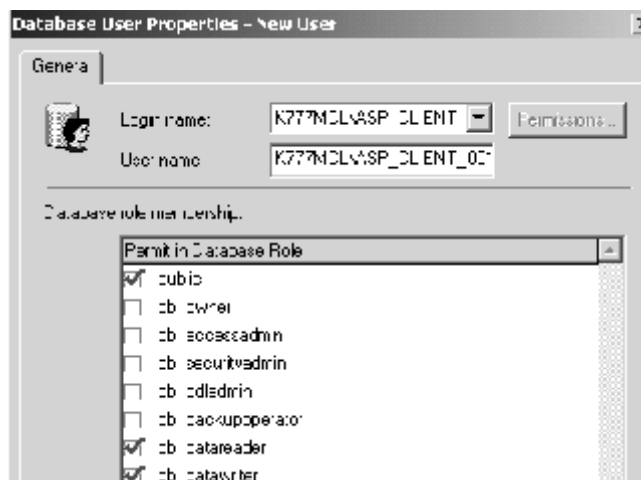 Database User Properties - New User
General
Login name:
Permissions...
User name
Database role membership:
Permit in Database Role
public
db_owner
db_accessadmin
db_securityadmin
db_ddladmin
db_backupoperator
db_datareader
db_datawriter